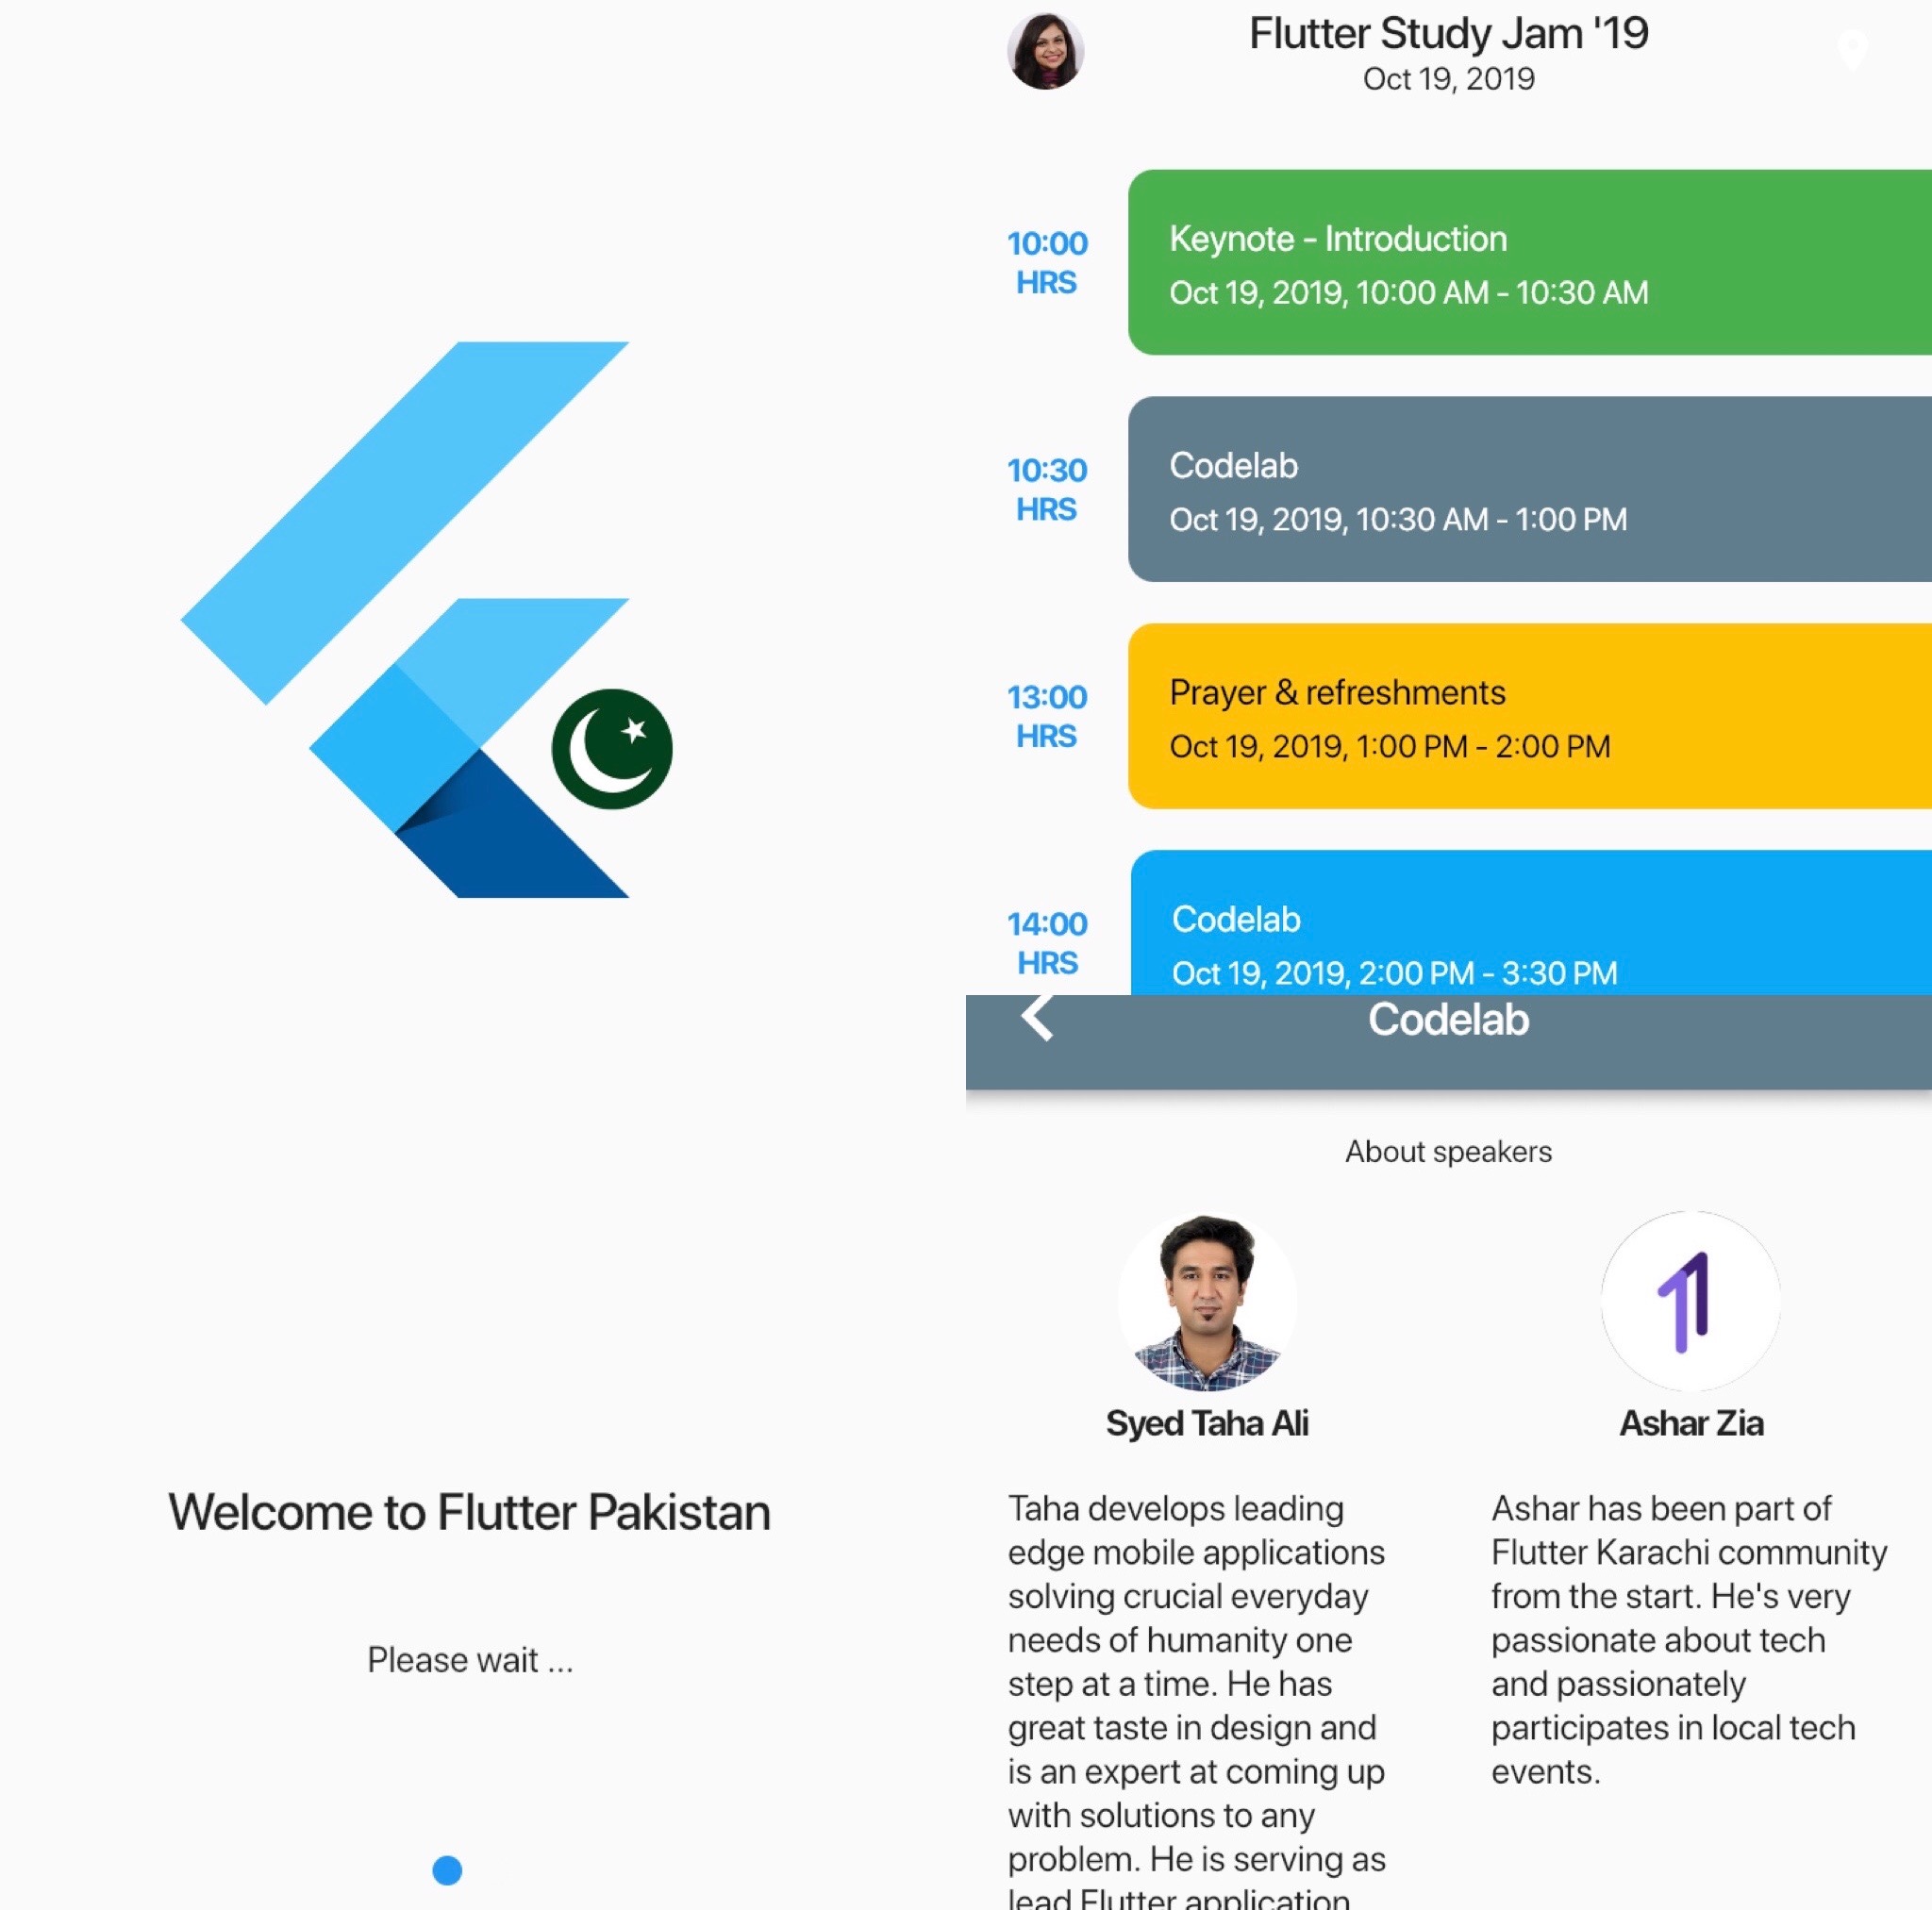 Welcome to Flutter Pakistan
Please wait ...
Flutter Study Jam '19
Oct 19, 2019
10:00
HRS
Keynote - Introduction
Oct 19, 2019, 10:00 AM - 10:30 AM
10:30
HRS
Codelab
Oct 19, 2019, 10:30 AM - 1:00 PM
13:00
HRS
Prayer & refreshments
Oct 19, 2019, 1:00 PM - 2:00 PM
14:00
HRS
Codelab
Oct 19, 2019, 2:00 PM - 3:30 PM
Codelab
About speakers
Syed Taha Ali
Taha develops leading
edge mobile applications
solving crucial everyday
needs of humanity one
step at a time. He has
great taste in design and
is an expert at coming up
with solutions to any
problem. He is serving as
lead Flutter application
Ashar Zia
Ashar has been part of
Flutter Karachi community
from the start. He's very
passionate about tech
and passionately
participates in local tech
events.